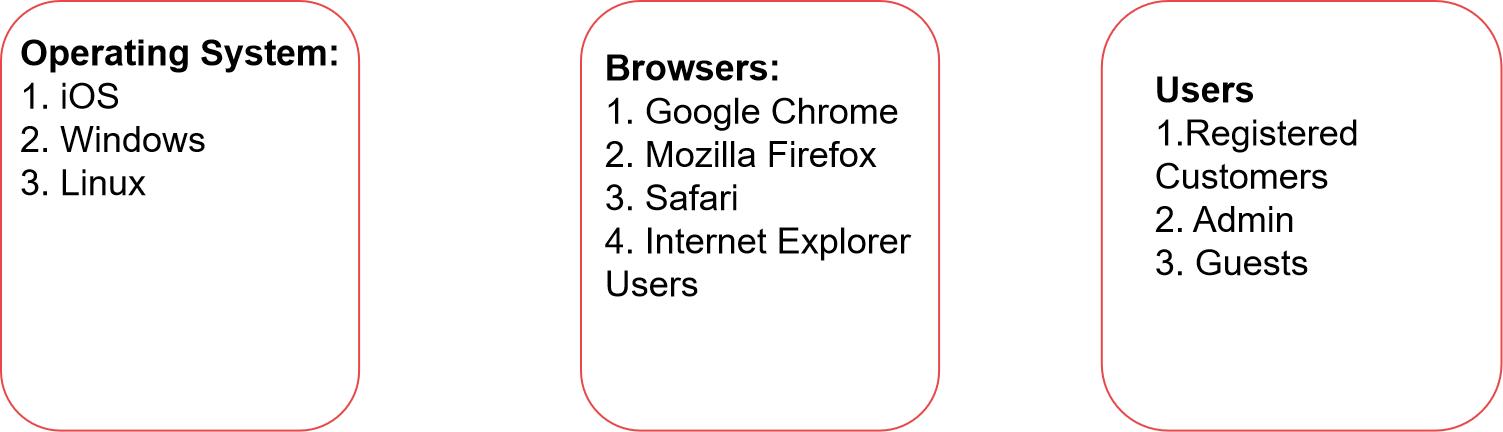 Operating System:
1. iOS
2. Windows
3. Linux
Browsers:
1. Google Chrome
2. Mozilla Firefox
3. Safari
4. Internet Explorer
Users
Users
1.Registered
Customers
2. Admin
3. Guests